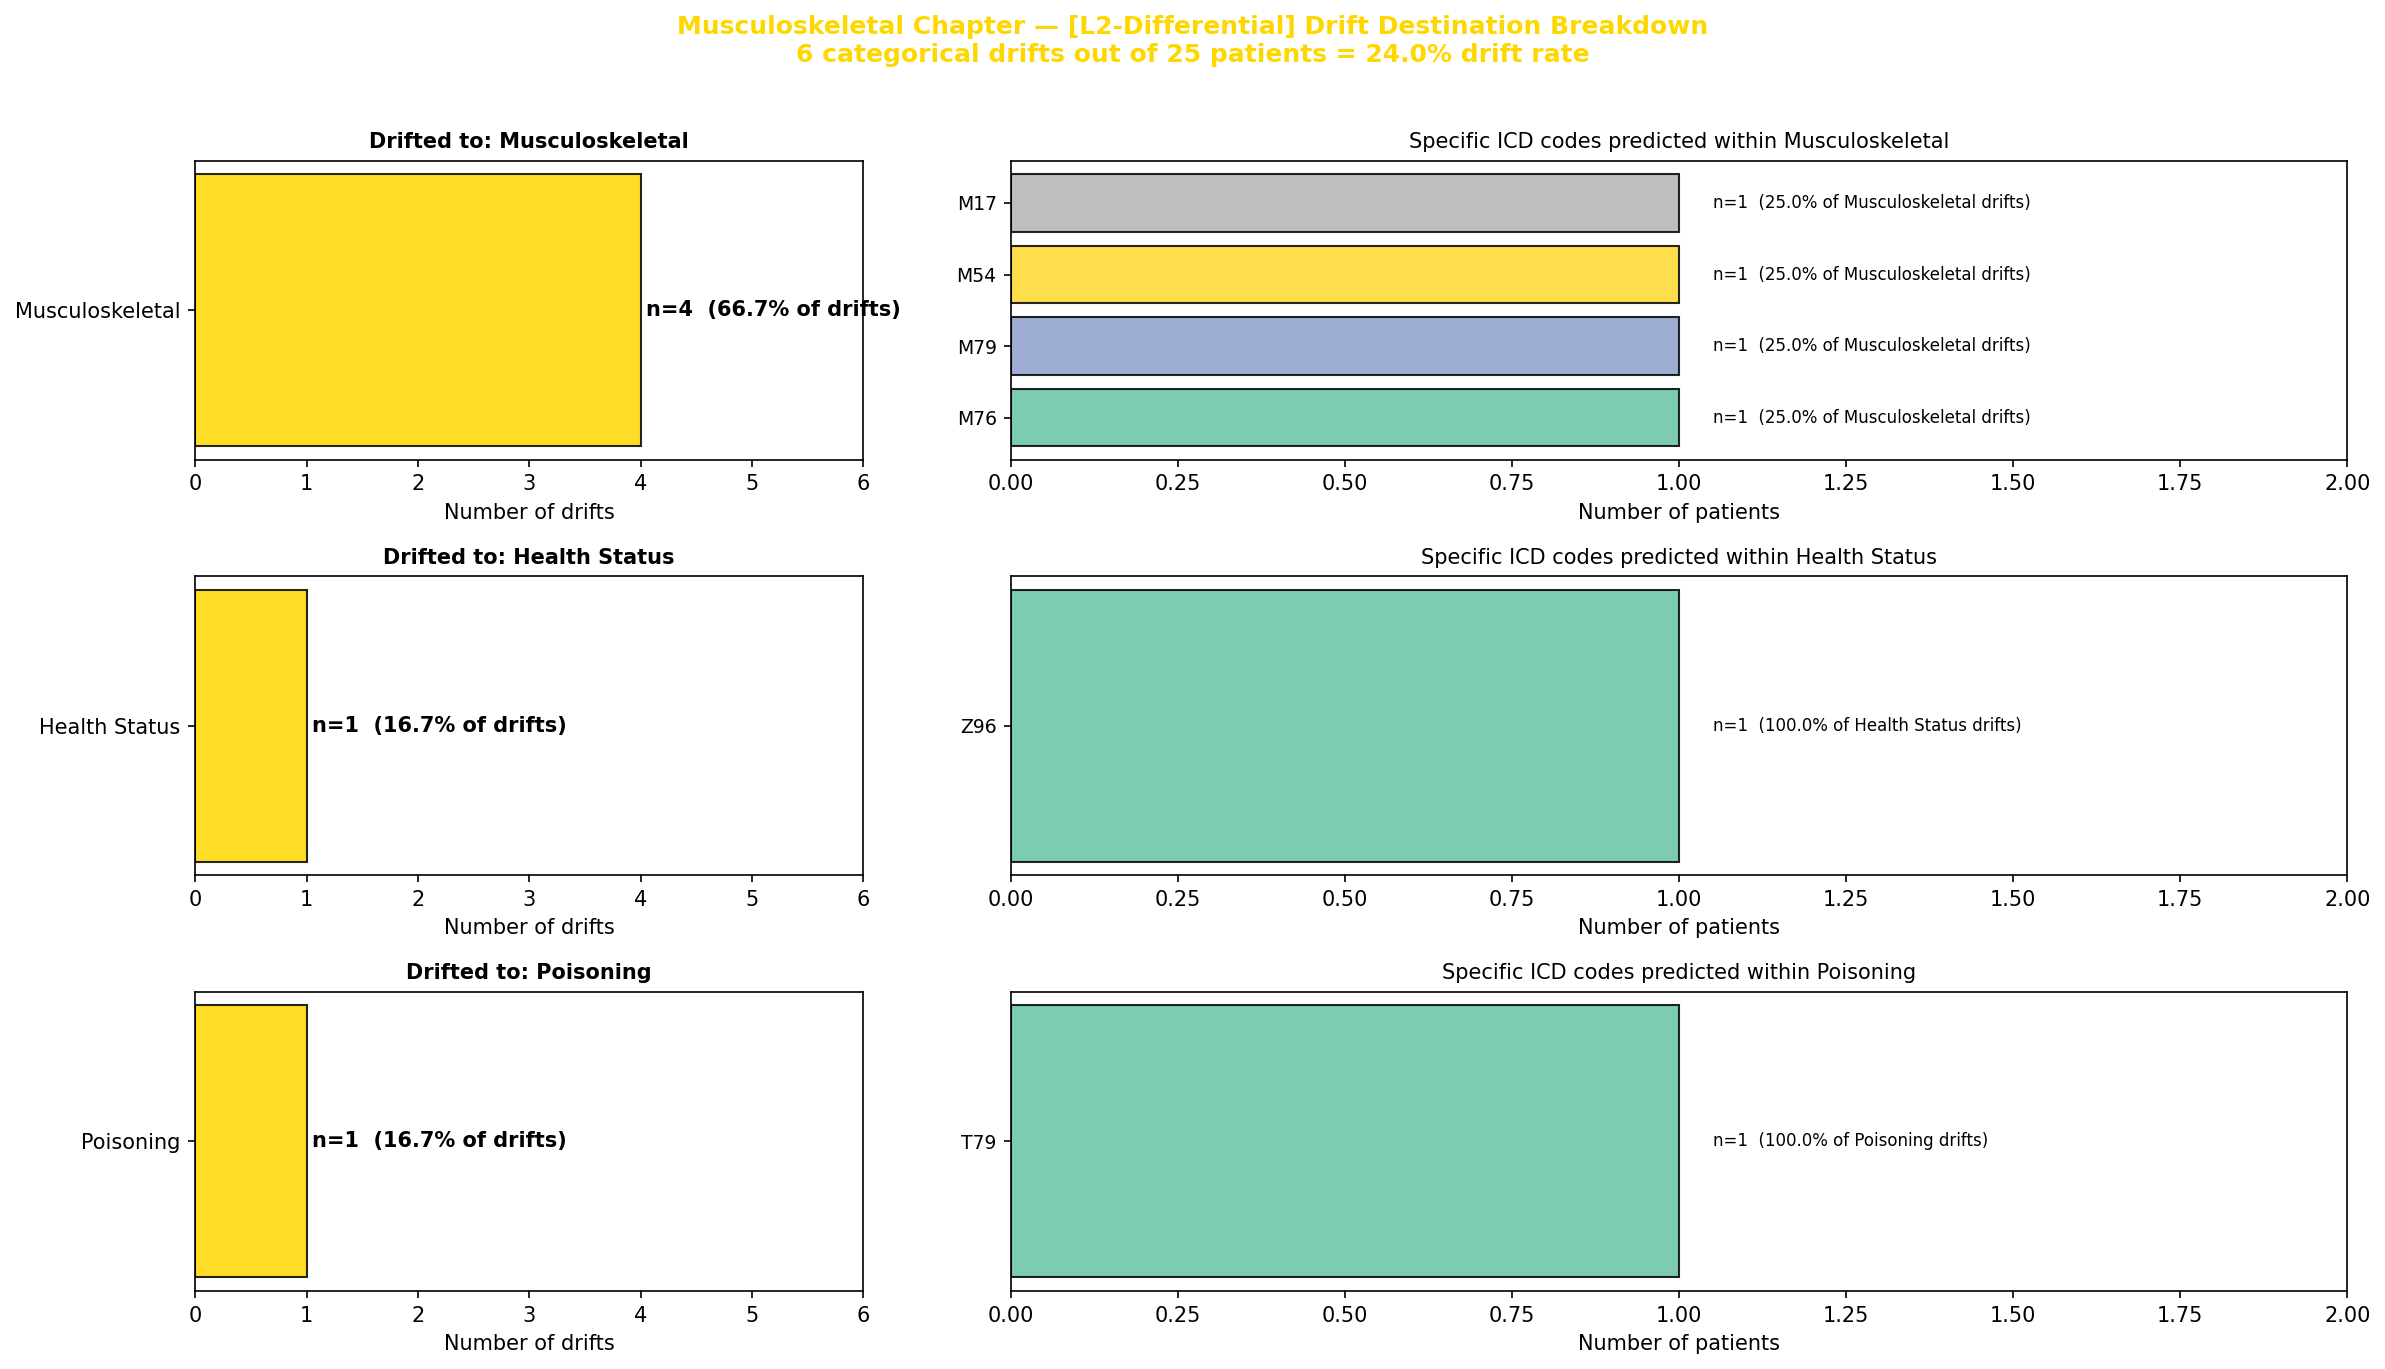 Musculoskeletal Chapter — [L2-Differential] Drift Destination Breakdown
6 categorical drifts out of 25 patients = 24.0% drift rate
Drifted to: Musculoskeletal
Musculoskeletal
n=4 (66.7% of drifts)
0 1 2 3 4 5 6
Number of drifts
Specific ICD codes predicted within Musculoskeletal
M17
n=1 (25.0% of Musculoskeletal drifts)
M54
n=1 (25.0% of Musculoskeletal drifts)
M79
n=1 (25.0% of Musculoskeletal drifts)
M76
n=1 (25.0% of Musculoskeletal drifts)
0.00 0.25 0.50 0.75 1.00 1.25 1.50 1.75 2.00
Number of patients
Drifted to: Health Status
Health Status
n=1 (16.7% of drifts)
0 1 2 3 4 5 6
Number of drifts
Specific ICD codes predicted within Health Status
Z96
n=1 (100.0% of Health Status drifts)
0.00 0.25 0.50 0.75 1.00 1.25 1.50 1.75 2.00
Number of patients
Drifted to: Poisoning
Poisoning
n=1 (16.7% of drifts)
0 1 2 3 4 5 6
Number of drifts
Specific ICD codes predicted within Poisoning
T79
n=1 (100.0% of Poisoning drifts)
0.00 0.25 0.50 0.75 1.00 1.25 1.50 1.75 2.00
Number of patients